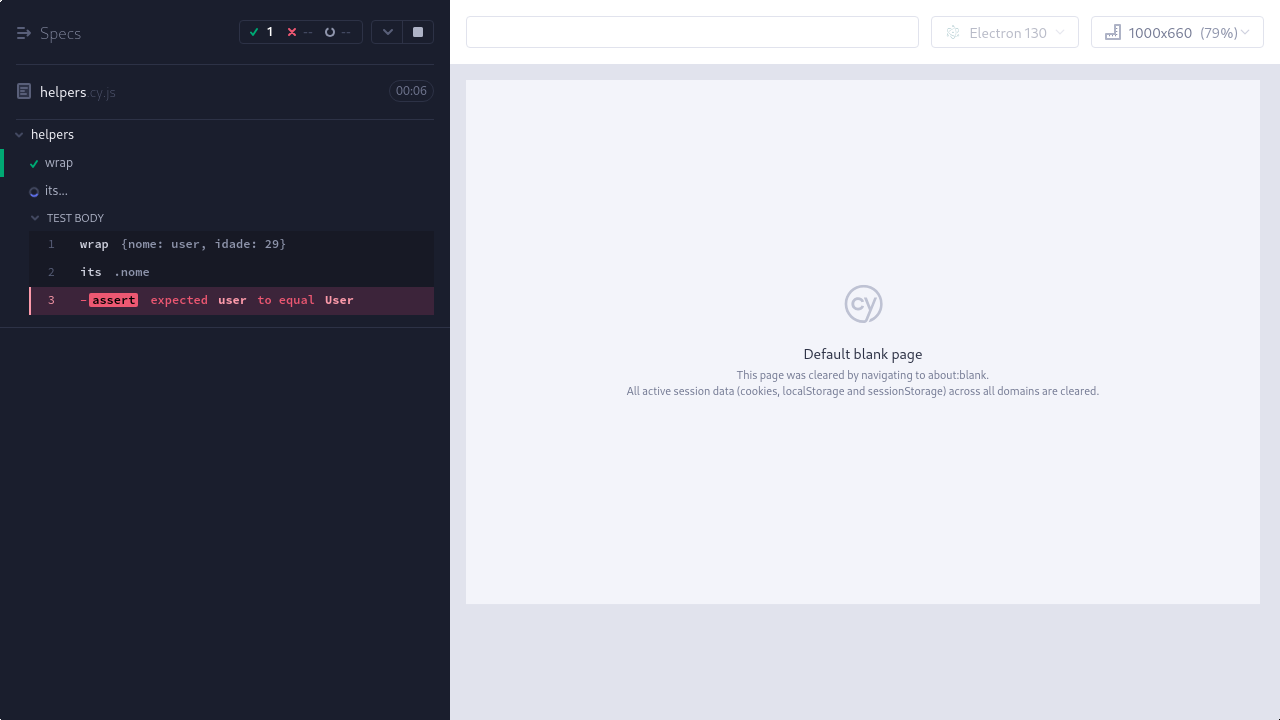 Specs
1 -- --
helpers.cy.js 00:06
helpers
wrap
its...
TEST BODY
1 wrap {nome: user, idade: 29}
2 its .nome
3 -assert expected user to equal User
Electron 130
1000x660 (79%)
cy
Default blank page
This page was cleared by navigating to about:blank.
All active session data (cookies, localStorage and sessionStorage) across all domains are cleared.